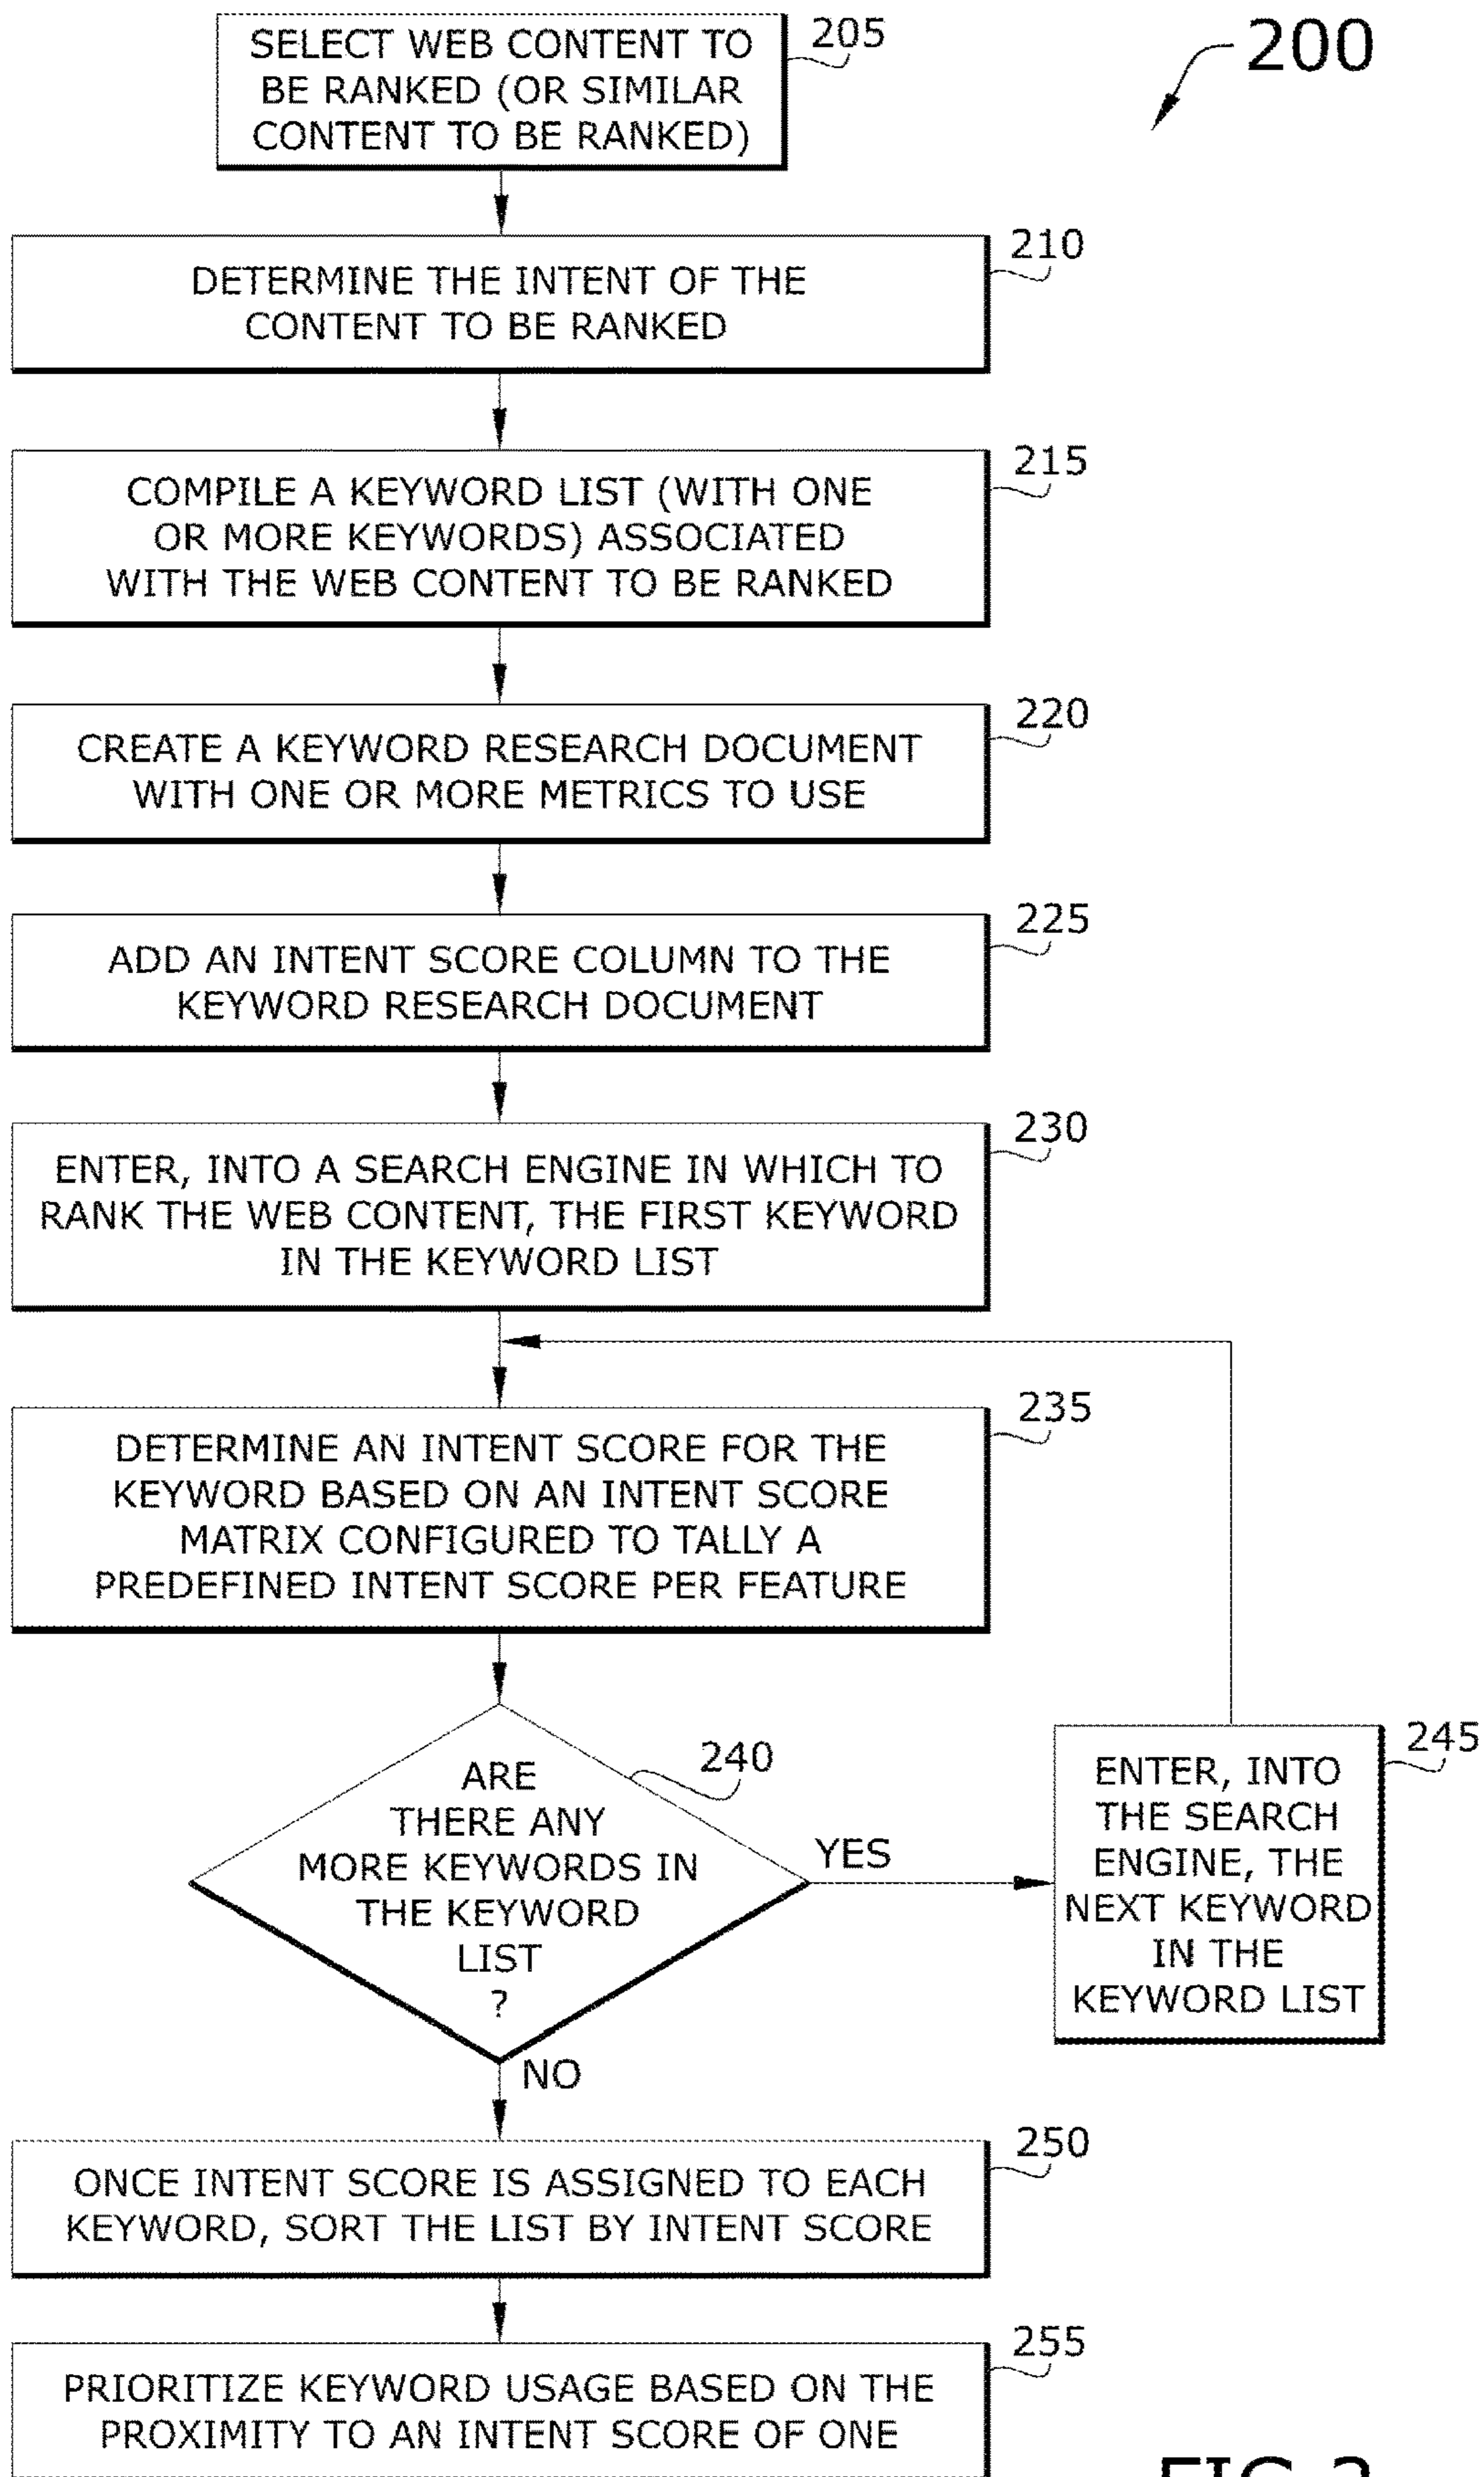 200
SELECT WEB CONTENT TO
BE RANKED (OR SIMILAR
CONTENT TO BE RANKED)
205
DETERMINE THE INTENT OF THE
CONTENT TO BE RANKED
210
COMPILE A KEYWORD LIST (WITH ONE
OR MORE KEYWORDS) ASSOCIATED
WITH THE WEB CONTENT TO BE RANKED
215
CREATE A KEYWORD RESEARCH DOCUMENT
WITH ONE OR MORE METRICS TO USE
220
ADD AN INTENT SCORE COLUMN TO THE
KEYWORD RESEARCH DOCUMENT
225
ENTER, INTO A SEARCH ENGINE IN WHICH TO
RANK THE WEB CONTENT, THE FIRST KEYWORD
IN THE KEYWORD LIST
230
DETERMINE AN INTENT SCORE FOR THE
KEYWORD BASED ON AN INTENT SCORE
MATRIX CONFIGURED TO TALLY A
PREDEFINED INTENT SCORE PER FEATURE
235
ARE
THERE ANY
MORE KEYWORDS IN
THE KEYWORD
LIST
?
240
YES
ENTER, INTO
THE SEARCH
ENGINE, THE
NEXT KEYWORD
IN THE
KEYWORD LIST
245
NO
ONCE INTENT SCORE IS ASSIGNED TO EACH
KEYWORD, SORT THE LIST BY INTENT SCORE
250
PRIORITIZE KEYWORD USAGE BASED ON THE
PROXIMITY TO AN INTENT SCORE OF ONE
255